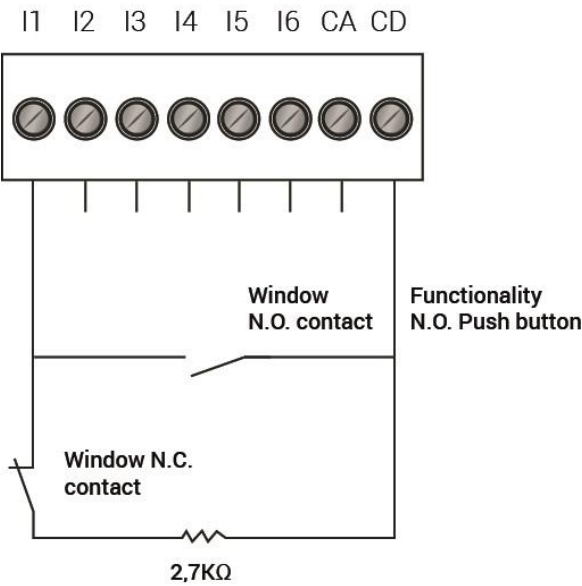 I1 I2 I3 I4 I5 I6 CA CD
Window
N.O. contact
Functionality
N.O. Push button
Window N.C.
contact
2,7KΩ